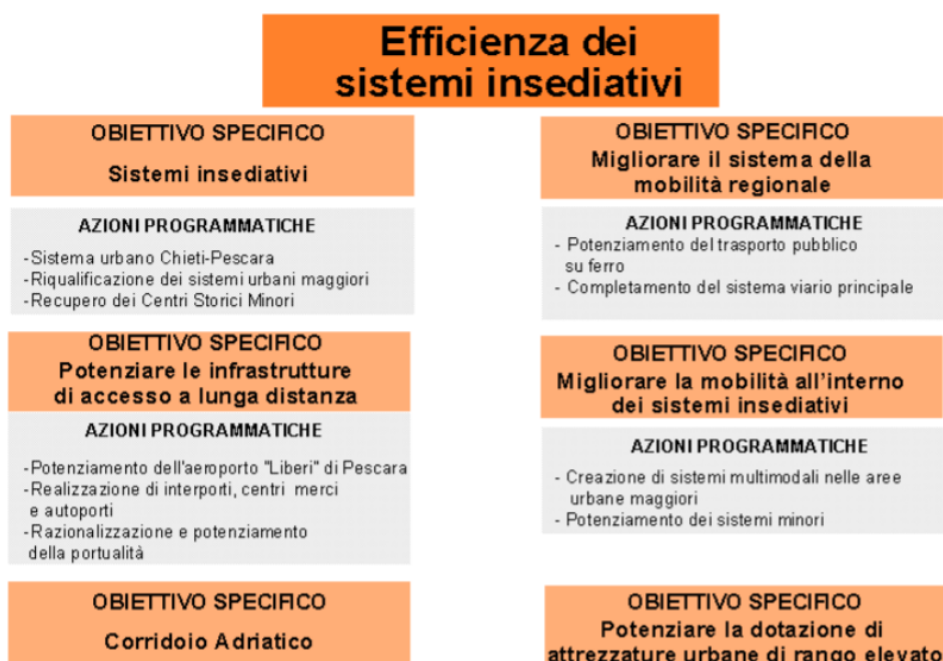 Efficienza dei
sistemi insediativi
OBIETTIVO SPECIFICO
Sistemi insediativi
AZIONI PROGRAMMATICHE
-Sistema urbano Chieti-Pescara
-Riqualificazione dei sistemi urbani maggiori
-Recupero dei Centri Storici Minori
OBIETTIVO SPECIFICO
Potenziare le infrastrutture
di accesso a lunga distanza
AZIONI PROGRAMMATICHE
-Potenziamento dell'aeroporto "Liberi" di Pescara
-Realizzazione di interporti, centri merci
e autoporti
-Razionalizzazione e potenziamento
della portualità
OBIETTIVO SPECIFICO
Corridoio Adriatico
OBIETTIVO SPECIFICO
Migliorare il sistema della
mobilità regionale
AZIONI PROGRAMMATICHE
- Potenziamento del trasporto pubblico
su ferro
- Completamento del sistema viario principale
OBIETTIVO SPECIFICO
Migliorare la mobilità all'interno
dei sistemi insediativi
AZIONI PROGRAMMATICHE
- Creazione di sistemi multimodali nelle aree
urbane maggiori
- Potenziamento dei sistemi minori
OBIETTIVO SPECIFICO
Potenziare la dotazione di
attrezzature urbane di rango elevato